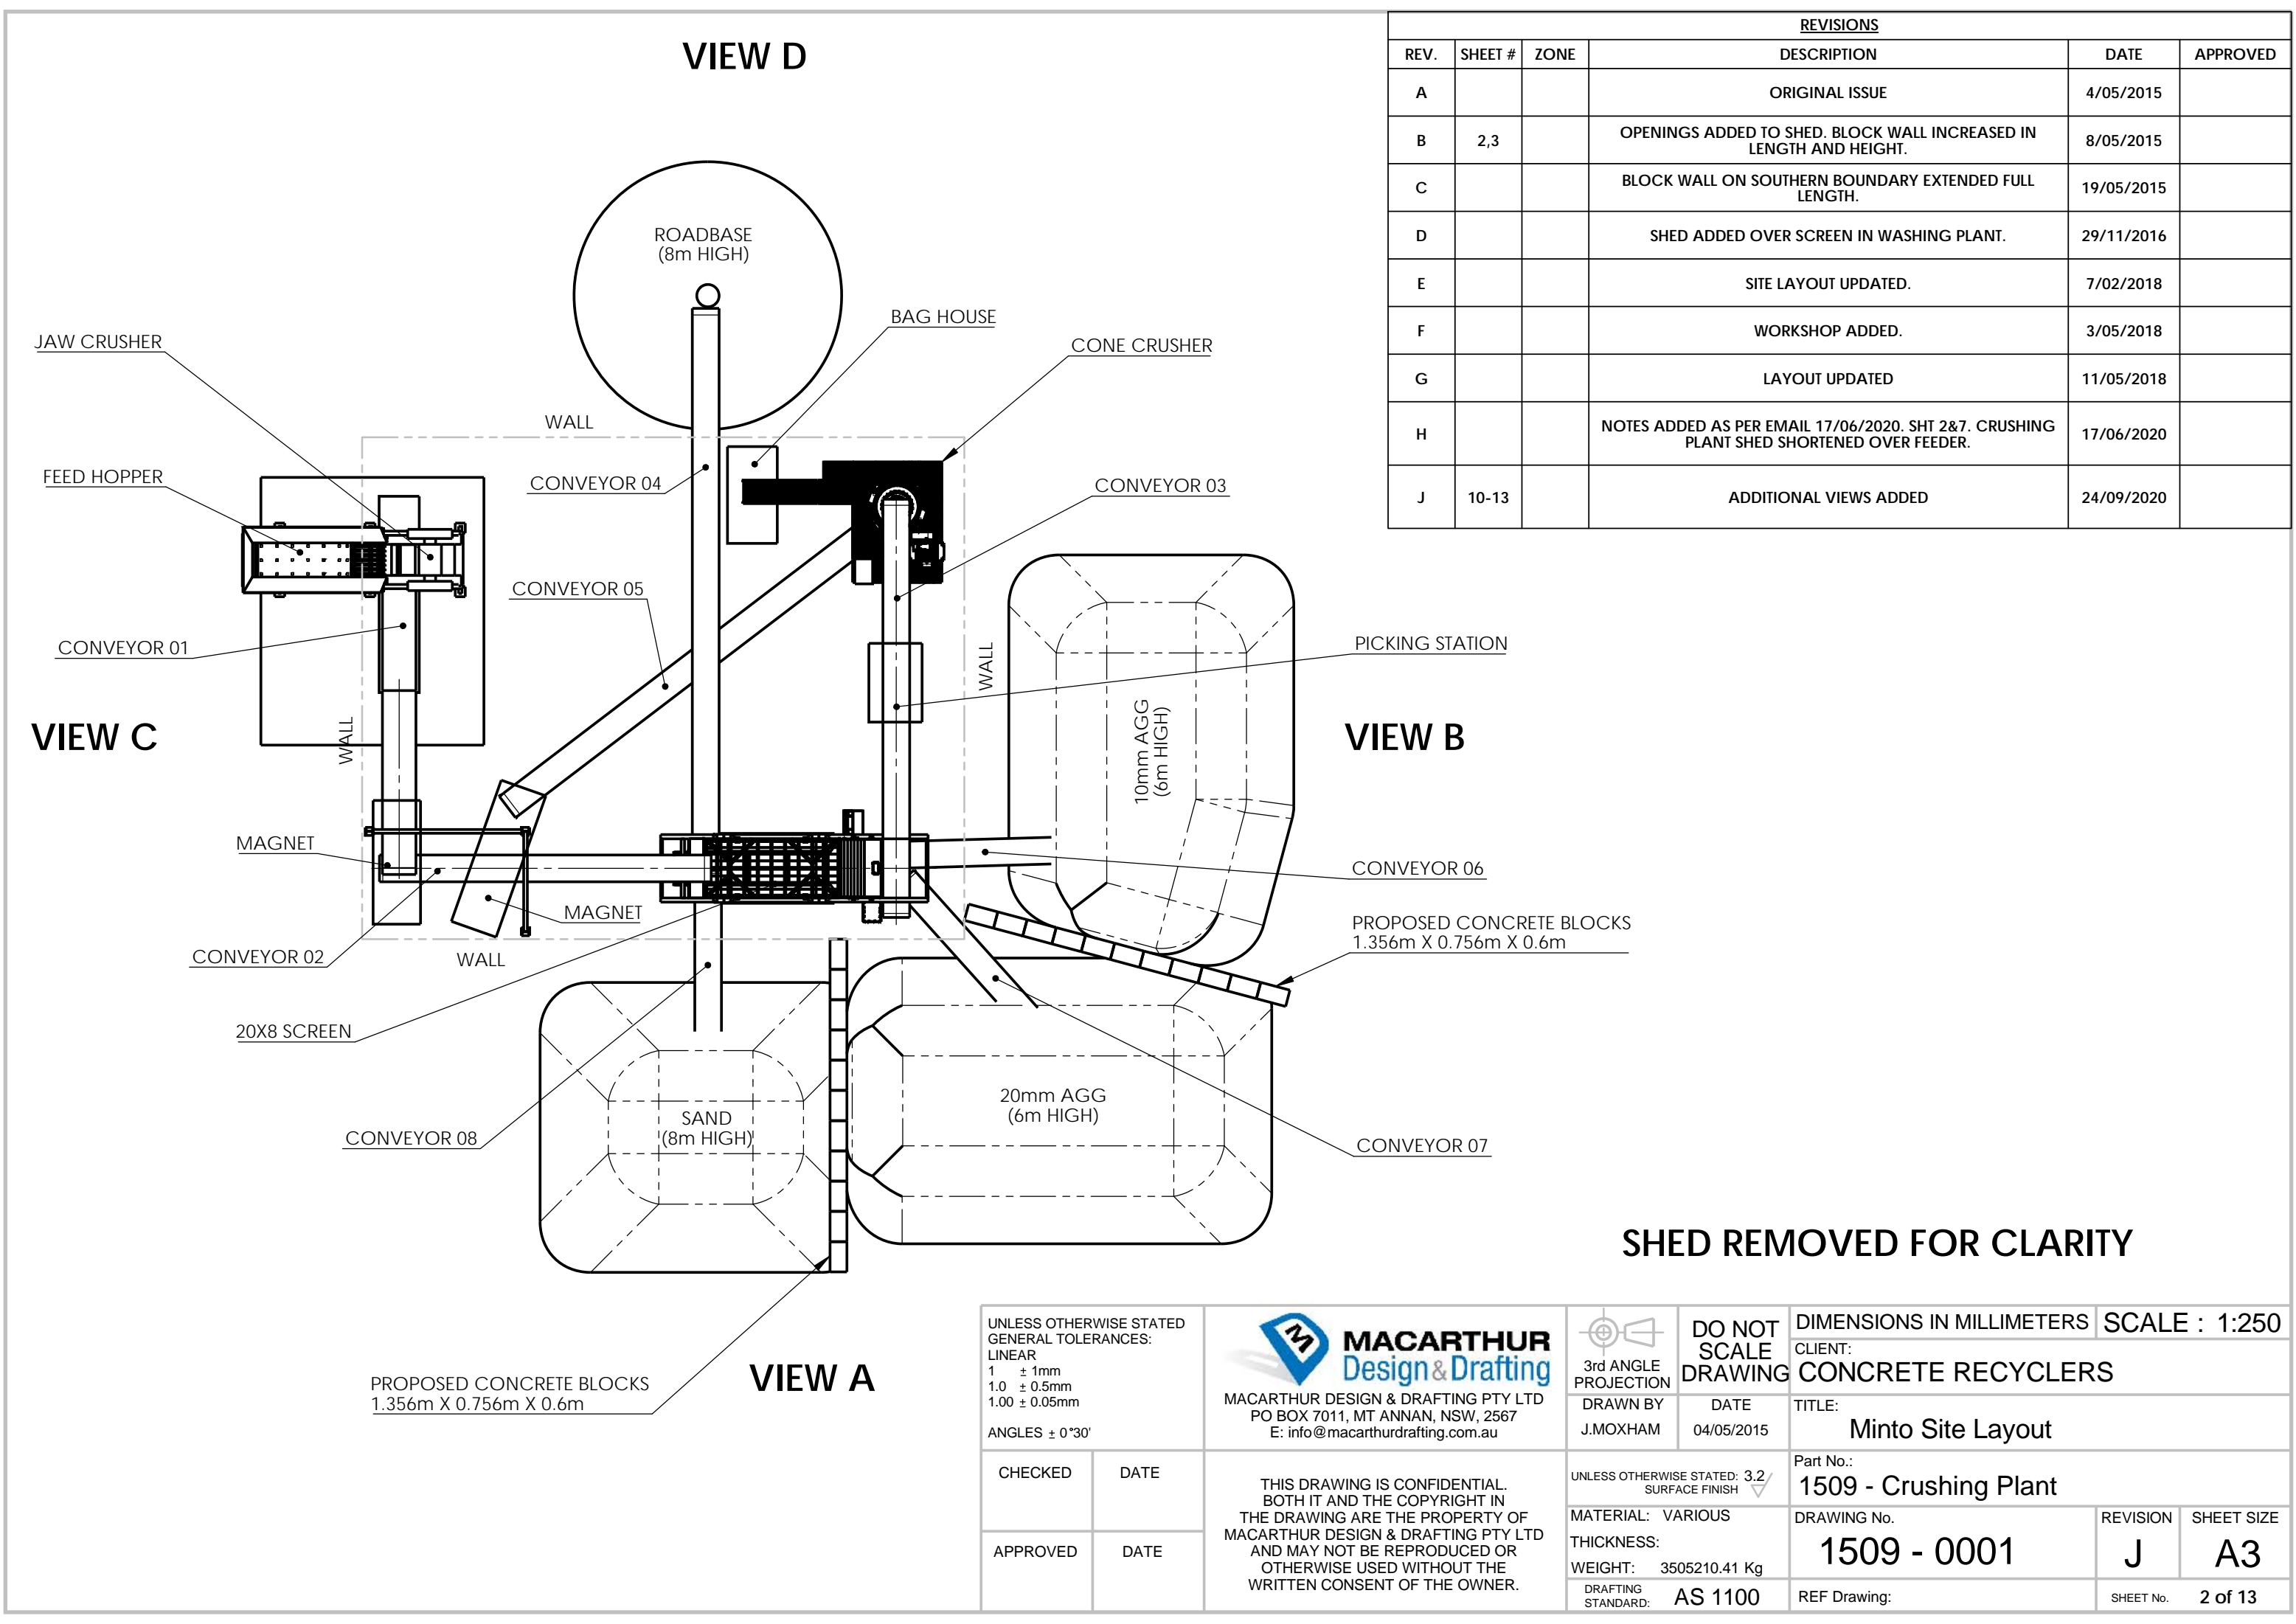 VIEW D
REVISIONS
REV. SHEET # ZONE DESCRIPTION DATE APPROVED
A ORIGINAL ISSUE 4/05/2015
B 2,3 OPENINGS ADDED TO SHED. BLOCK WALL INCREASED IN
LENGTH AND HEIGHT. 8/05/2015
C BLOCK WALL ON SOUTHERN BOUNDARY EXTENDED FULL
LENGTH. 19/05/2015
D SHED ADDED OVER SCREEN IN WASHING PLANT. 29/11/2016
E SITE LAYOUT UPDATED. 7/02/2018
F WORKSHOP ADDED. 3/05/2018
G LAYOUT UPDATED 11/05/2018
H NOTES ADDED AS PER EMAIL 17/06/2020. SHT 2&7. CRUSHING
PLANT SHED SHORTENED OVER FEEDER. 17/06/2020
J 10-13 ADDITIONAL VIEWS ADDED 24/09/2020
ROADBASE
(8m HIGH)
BAG HOUSE
JAW CRUSHER
CONE CRUSHER
WALL
FEED HOPPER
CONVEYOR 04
CONVEYOR 03
CONVEYOR 05
CONVEYOR 01
PICKING STATION
WALL
10mm AGG
(6m HIGH)
WALL
VIEW C
VIEW B
MAGNET
CONVEYOR 06
MAGNET
PROPOSED CONCRETE BLOCKS
1.356m X 0.756m X 0.6m
CONVEYOR 02
WALL
20X8 SCREEN
20mm AGG
(6m HIGH)
SAND
(8m HIGH)
CONVEYOR 08
CONVEYOR 07
SHED REMOVED FOR CLARITY
VIEW A
PROPOSED CONCRETE BLOCKS
1.356m X 0.756m X 0.6m
UNLESS OTHERWISE STATED
GENERAL TOLERANCES:
LINEAR
1 ± 1mm
1.0 ± 0.5mm
1.00 ± 0.05mm
ANGLES ± 0°30'
CHECKED DATE
APPROVED DATE
M
MACARTHUR
Design & Drafting
MACARTHUR DESIGN & DRAFTING PTY LTD
PO BOX 7011, MT ANNAN, NSW, 2567
E: info@macarthurdrafting.com.au
THIS DRAWING IS CONFIDENTIAL.
BOTH IT AND THE COPYRIGHT IN
THE DRAWING ARE THE PROPERTY OF
MACARTHUR DESIGN & DRAFTING PTY LTD
AND MAY NOT BE REPRODUCED OR
OTHERWISE USED WITHOUT THE
WRITTEN CONSENT OF THE OWNER.
3rd ANGLE
PROJECTION
DO NOT
SCALE
DRAWING
DIMENSIONS IN MILLIMETERS
SCALE : 1:250
CLIENT:
CONCRETE RECYCLERS
DRAWN BY
J.MOXHAM
DATE
04/05/2015
TITLE:
Minto Site Layout
UNLESS OTHERWISE STATED: 3.2
SURFACE FINISH
Part No.:
1509 - Crushing Plant
MATERIAL: VARIOUS
THICKNESS:
WEIGHT: 3505210.41 Kg
DRAWING No.
1509 - 0001
REVISION
J
SHEET SIZE
A3
DRAFTING
STANDARD: AS 1100
REF Drawing:
SHEET No. 2 of 13